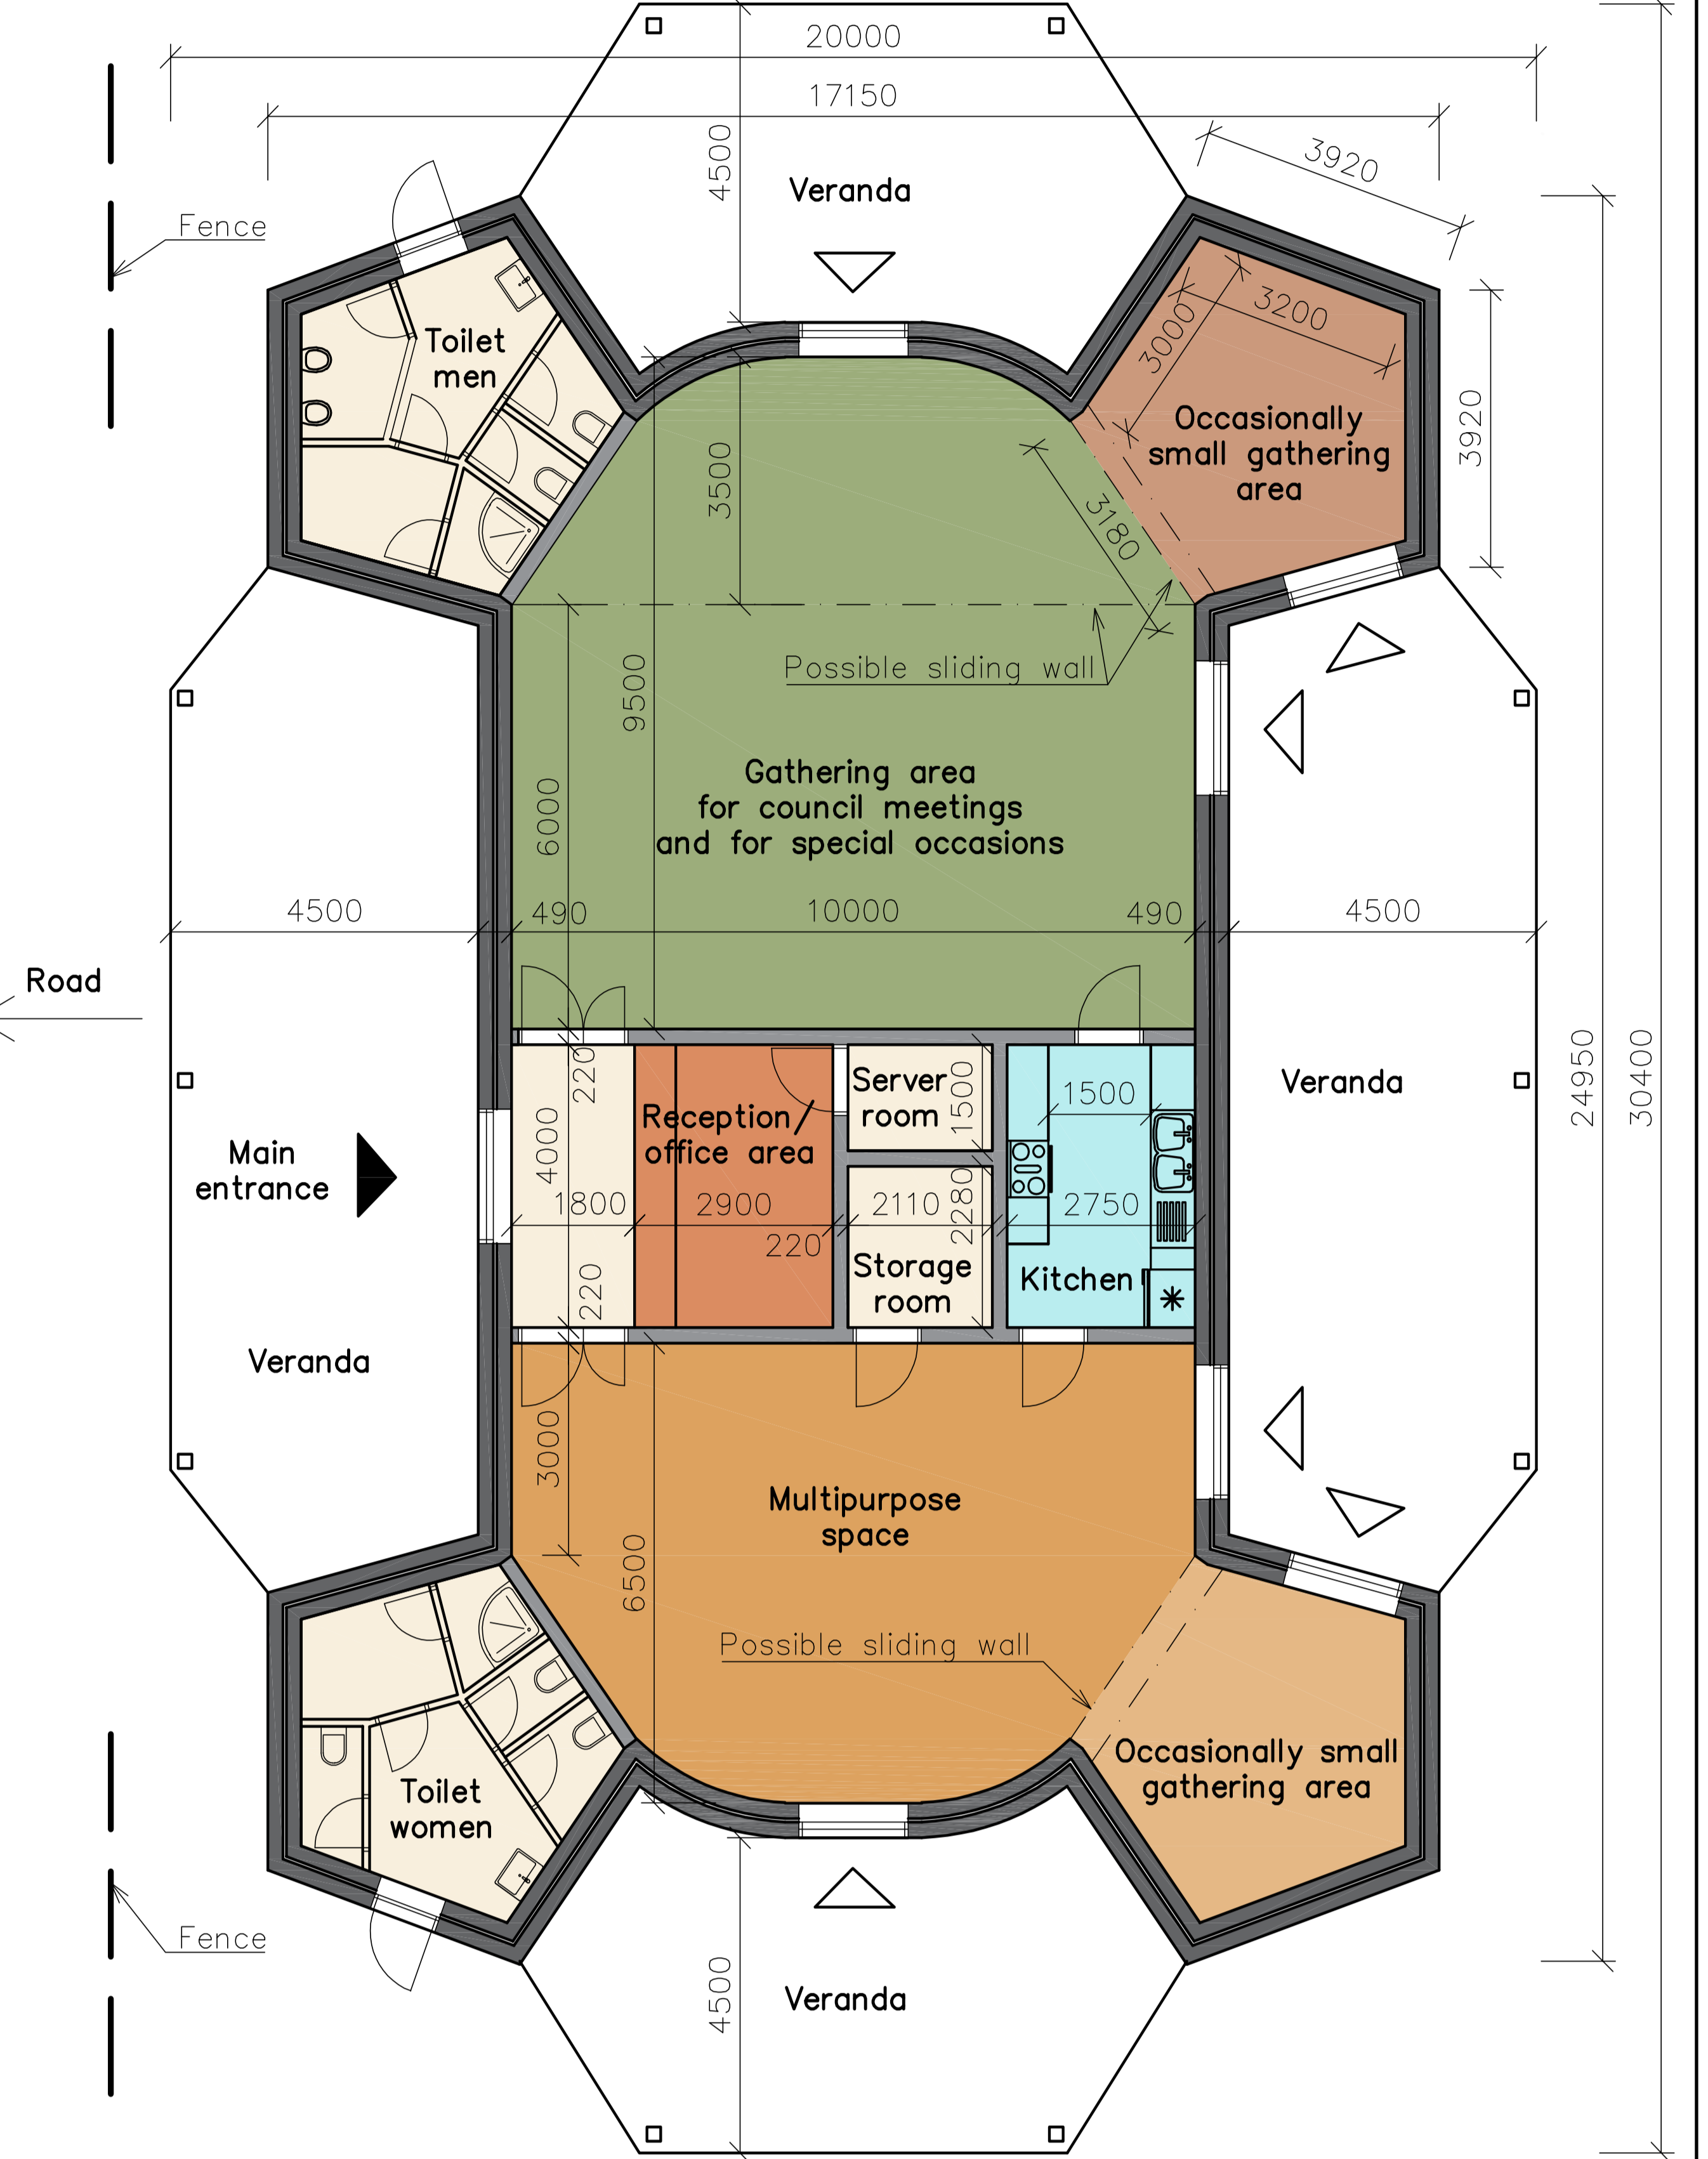 20000
17150
3920
4500
Veranda
Fence
Toilet
men
3000
3200
Occasionally
small gathering
area
3920
3500
3180
Possible sliding wall
9500
6000
Gathering area
for council meetings
and for special occasions
4500
490
10000
490
4500
Road
220
Server
room
1500
1500
Reception/
office area
4000
Veranda
24950
30400
Main
entrance
1800
2900
2110
2280
2750
220
220
Storage
room
Kitchen
Veranda
3000
Multipurpose
space
6500
Possible sliding wall
Occasionally small
gathering area
Toilet
women
Fence
4500
Veranda